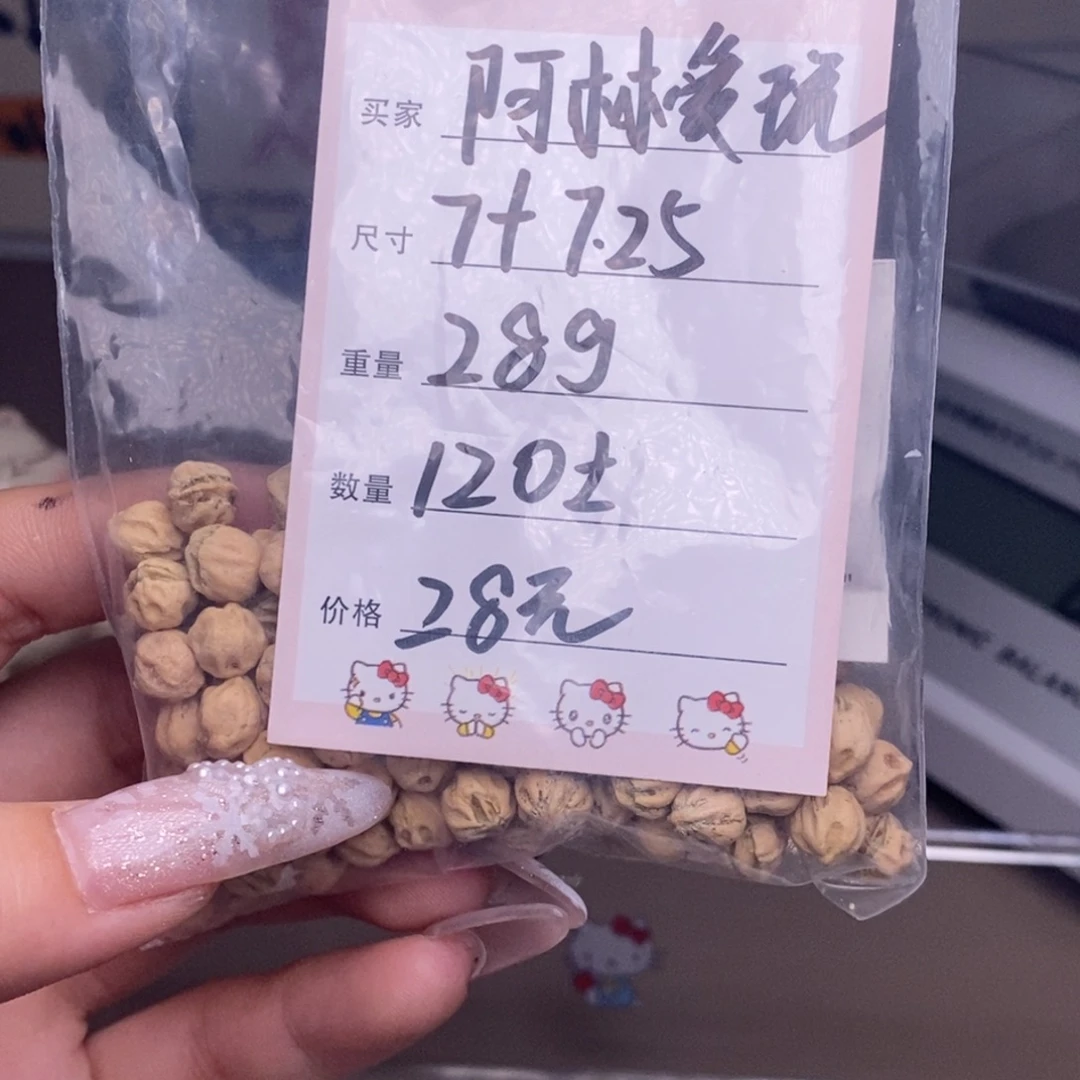 买家 阿林爱玩
尺寸 7+ 7.25
重量 28g
数量 120±
价格 28元